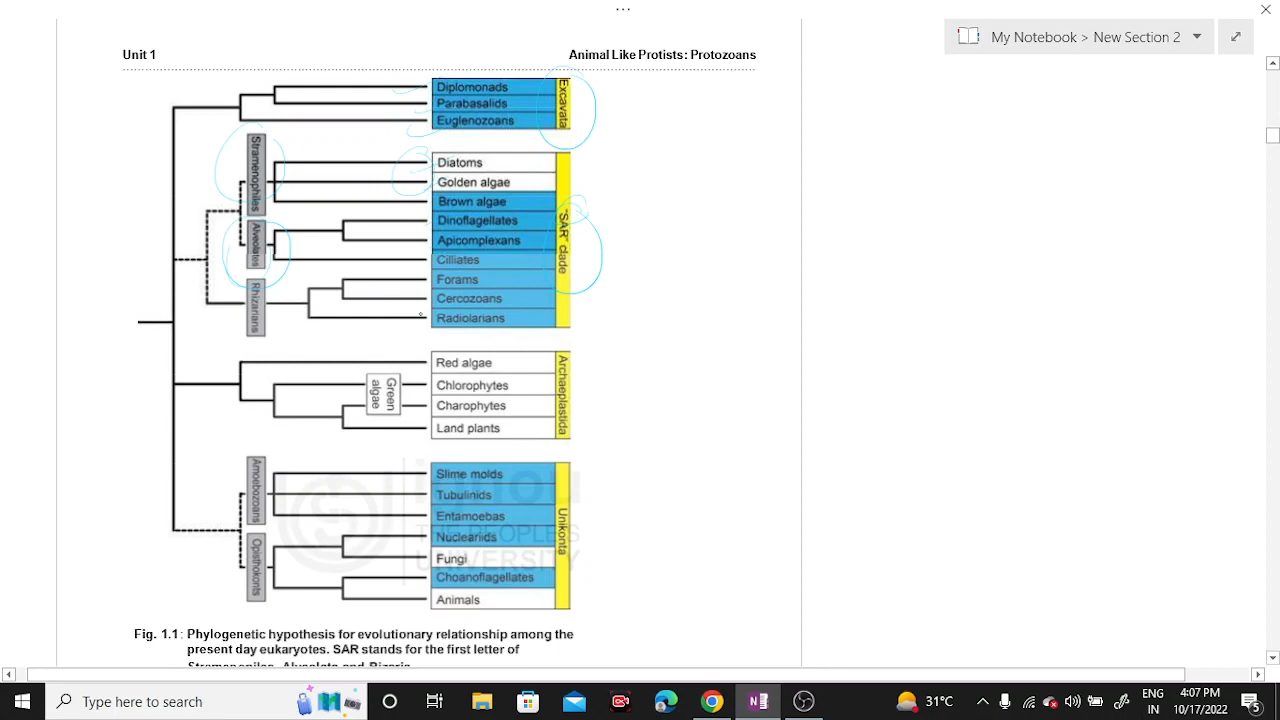 ...
My Notebook > New Section 2
Unit 1
Animal Like Protists: Protozoans
Diplomonads
Parabasalids
Euglenozoans
Excavata
Stramenophiles
Diatoms
Golden algae
Brown algae
Alveolates
Dinoflagellates
Apicomplexans
Cilliates
Rhizarians
Forams
Cercozoans
Radiolarians
"SAR" clade
Red algae
Green
algae
Chlorophytes
Charophytes
Land plants
Archaeplastida
Amoebozoans
Slime molds
Tubulinids
Entamoebas
Opisthokonts
Nucleariids
Fungi
Choanoflagellates
Animals
Unikonta
THE PEOPLE'S
UNIVERSITY
Fig. 1.1: Phylogenetic hypothesis for evolutionary relationship among the
present day eukaryotes. SAR stands for the first letter of
Type here to search
31°C
ENG
IN
4:07 PM
10/17/2022
5